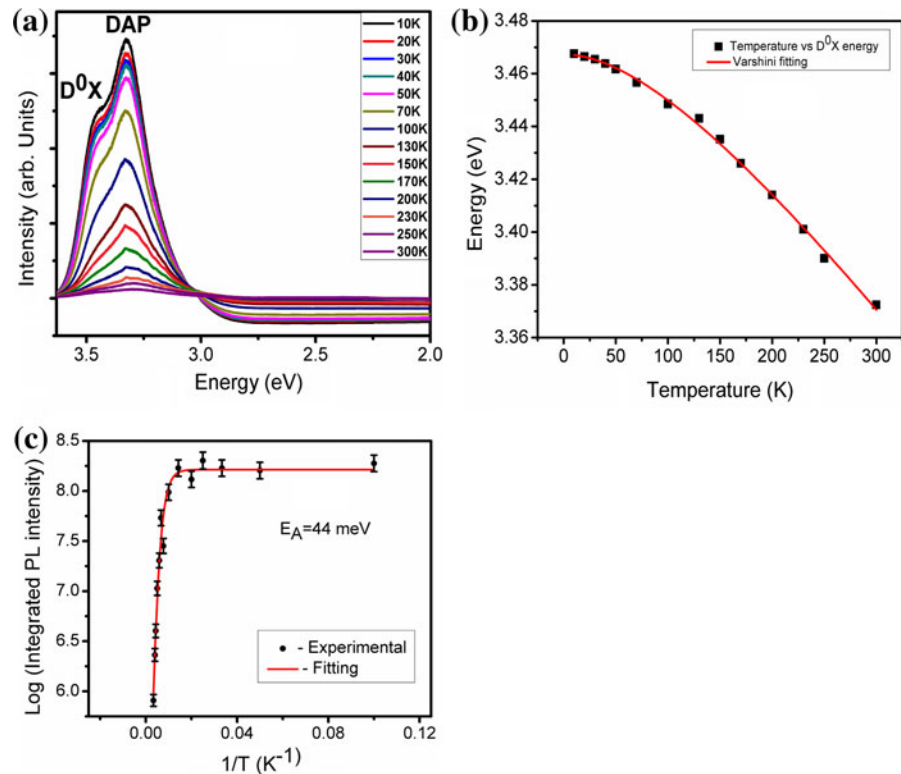 (a)
DAP
D⁰X
10K
20K
30K
40K
50K
70K
100K
130K
150K
170K
200K
230K
250K
300K
Intensity (arb. Units)
3.5 3.0 2.5 2.0
Energy (eV)
(b)
3.48
3.46
3.44
3.42
3.40
3.38
3.36
Energy (eV)
Temperature vs D⁰X energy
Varshini fitting
0 50 100 150 200 250 300
Temperature (K)
(c)
8.5
8.0
7.5
7.0
6.5
6.0
Log (Integrated PL intensity)
E_A=44 meV
- Experimental
- Fitting
0.00 0.04 0.08 0.12
1/T (K⁻¹)